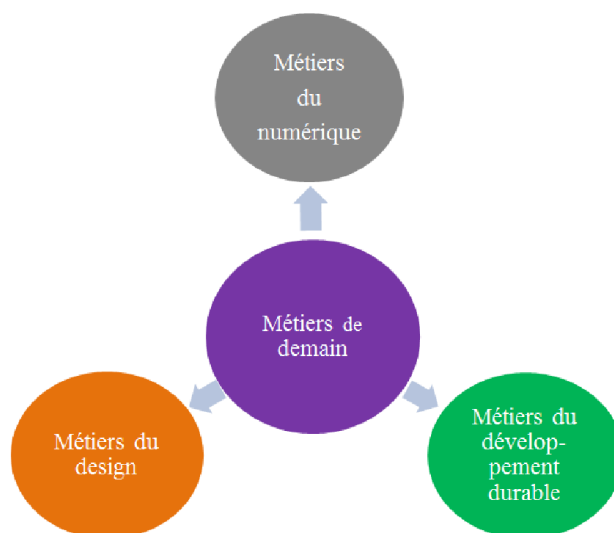 Métiers
du
numérique
Métiers de
demain
Métiers du
design
Métiers du
dévelop-
pement
durable